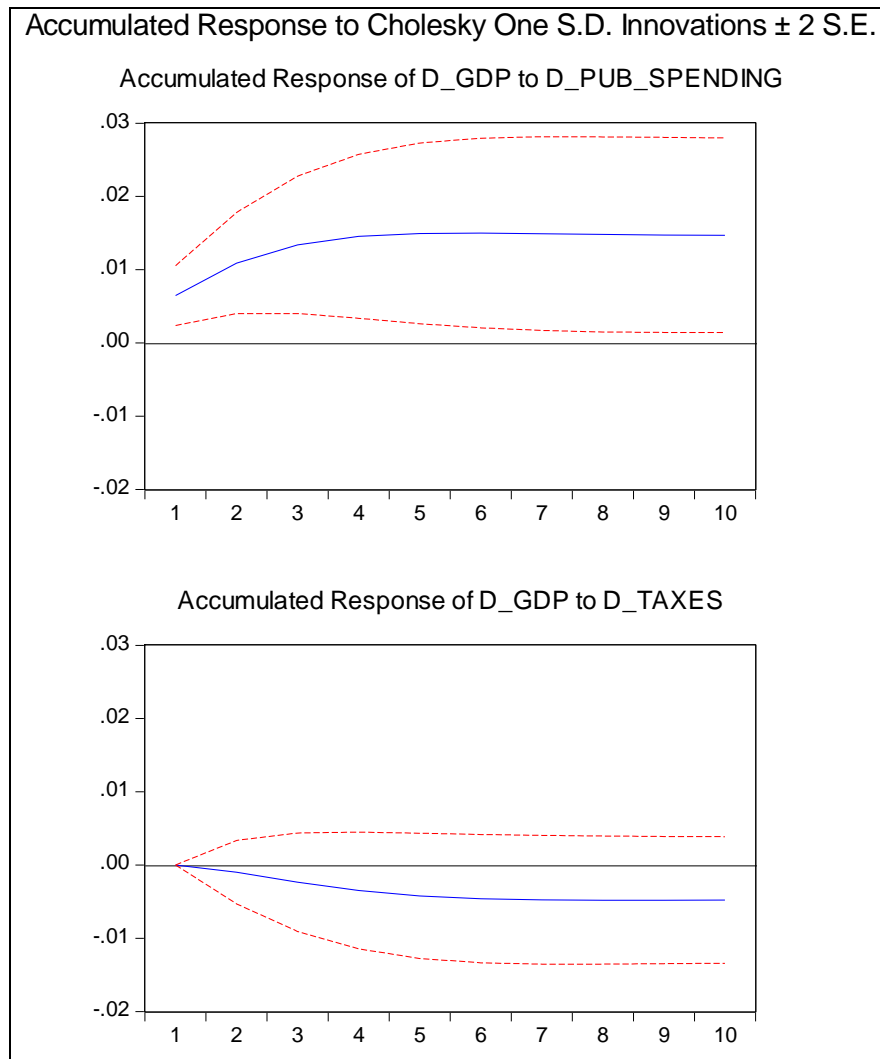 Accumulated Response to Cholesky One S.D. Innovations ± 2 S.E.
Accumulated Response of D_GDP to D_PUB_SPENDING
.03
.02
.01
.00
-.01
-.02
1 2 3 4 5 6 7 8 9 10
Accumulated Response of D_GDP to D_TAXES
.03
.02
.01
.00
-.01
-.02
1 2 3 4 5 6 7 8 9 10